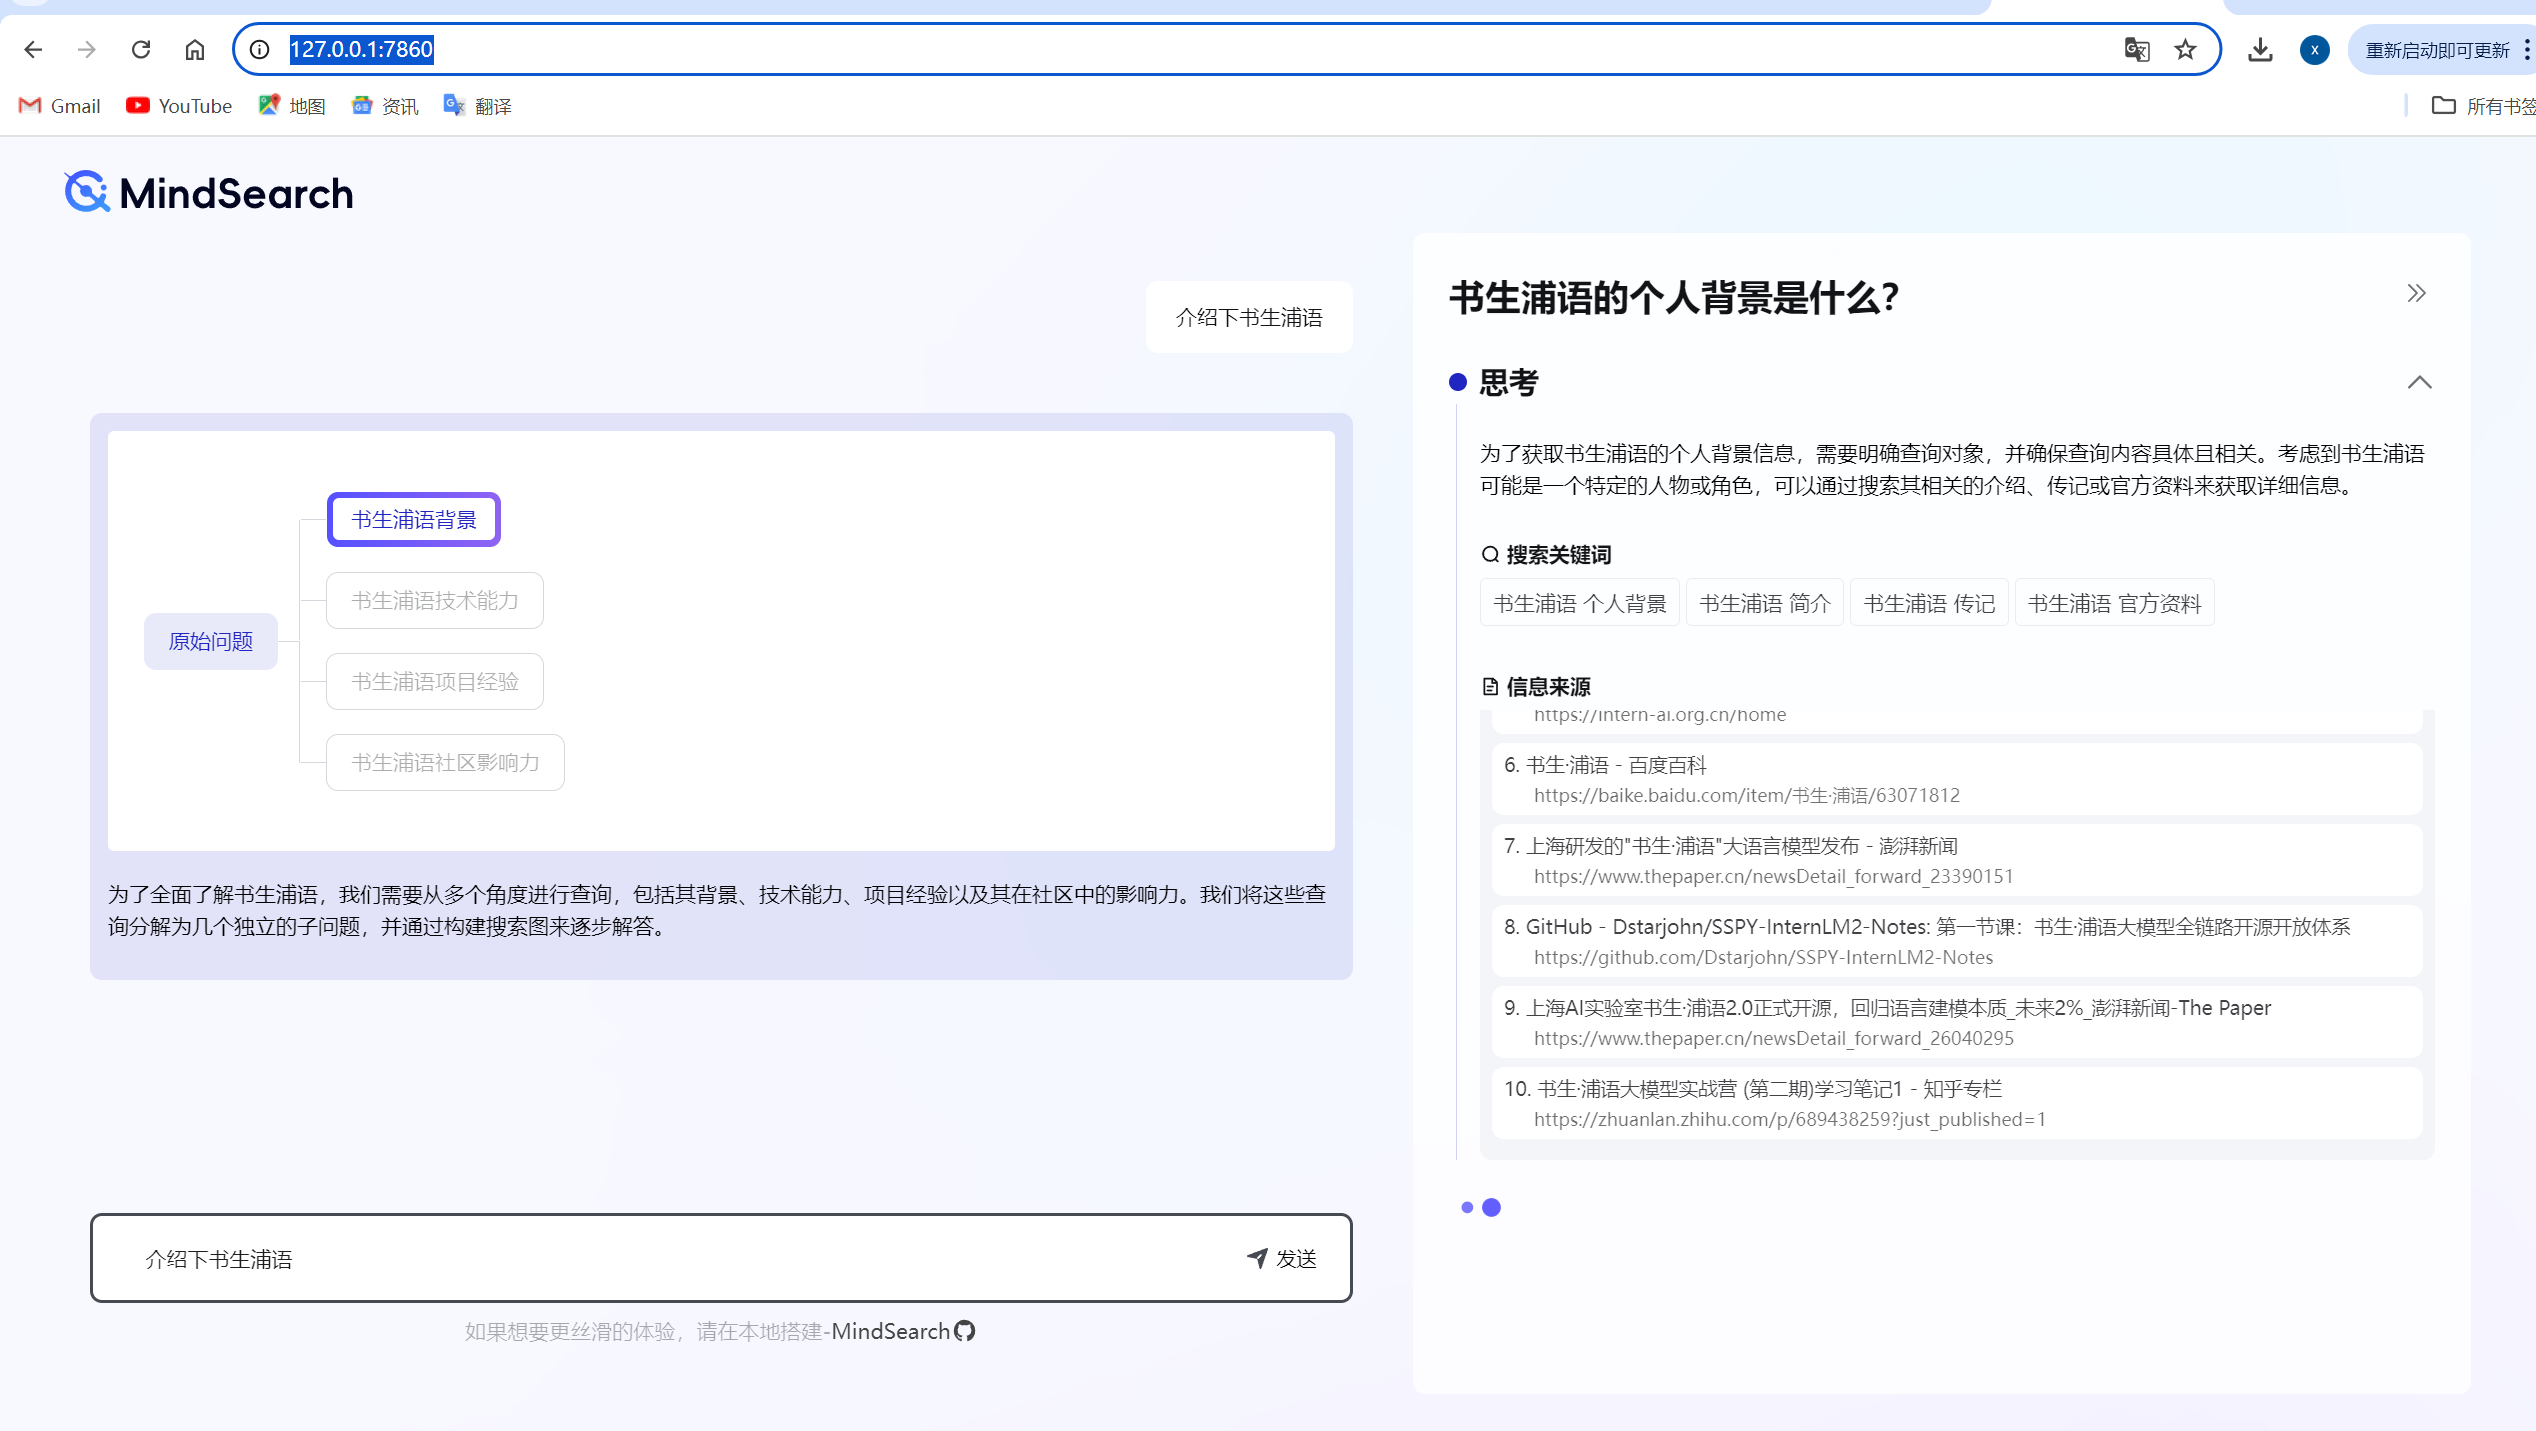 127.0.0.1:7860
重新启动即可更新
Gmail
YouTube
地图
资讯
翻译
所有书签
MindSearch
介绍下书生浦语
原始问题
书生浦语背景
书生浦语技术能力
书生浦语项目经验
书生浦语社区影响力
为了全面了解书生浦语，我们需要从多个角度进行查询，包括其背景、技术能力、项目经验以及其在社区中的影响力。我们将这些查
询分解为几个独立的子问题，并通过构建搜索图来逐步解答。
介绍下书生浦语
发送
如果想要更丝滑的体验，请在本地搭建-MindSearch
书生浦语的个人背景是什么？
思考
为了获取书生浦语的个人背景信息，需要明确查询对象，并确保查询内容具体且相关。考虑到书生浦语
可能是一个特定的人物或角色，可以通过搜索其相关的介绍、传记或官方资料来获取详细信息。
搜索关键词
书生浦语 个人背景
书生浦语 简介
书生浦语 传记
书生浦语 官方资料
信息来源
https://intern-ai.org.cn/home
6. 书生·浦语 - 百度百科
https://baike.baidu.com/item/书生·浦语/63071812
7. 上海研发的"书生·浦语"大语言模型发布 - 澎湃新闻
https://www.thepaper.cn/newsDetail_forward_23390151
8. GitHub - Dstarjohn/SSPY-InternLM2-Notes: 第一节课：书生·浦语大模型全链路开源开放体系
https://github.com/Dstarjohn/SSPY-InternLM2-Notes
9. 上海AI实验室书生·浦语2.0正式开源，回归语言建模本质_未来2%_澎湃新闻-The Paper
https://www.thepaper.cn/newsDetail_forward_26040295
10. 书生·浦语大模型实战营 (第二期)学习笔记1 - 知乎专栏
https://zhuanlan.zhihu.com/p/689438259?just_published=1